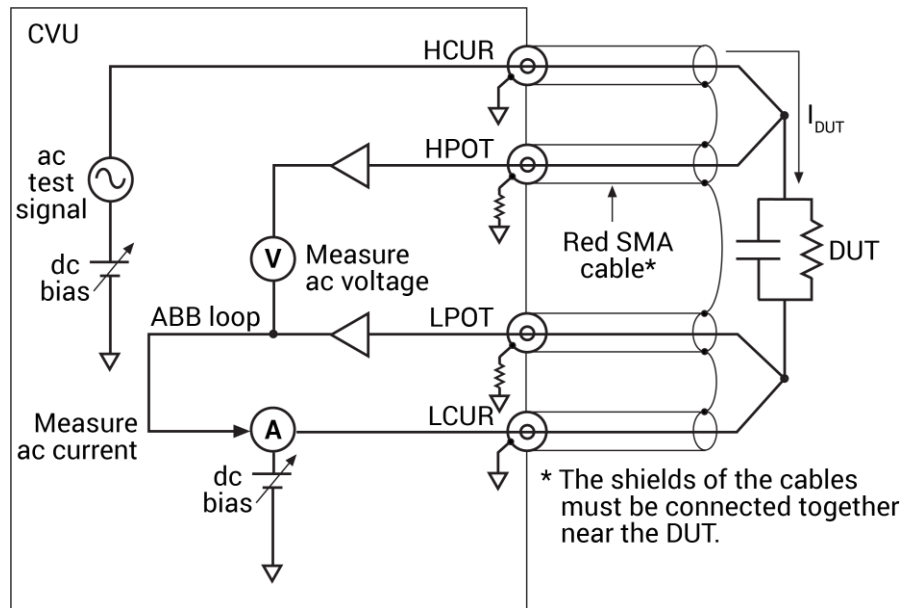 CVU
HCUR
HPOT
I_DUT
ac
test
signal
Measure
ac voltage
V
Red SMA
cable*
DUT
dc
bias
ABB loop
LPOT
Measure
ac current
A
LCUR
dc
bias
* The shields of the cables
must be connected together
near the DUT.